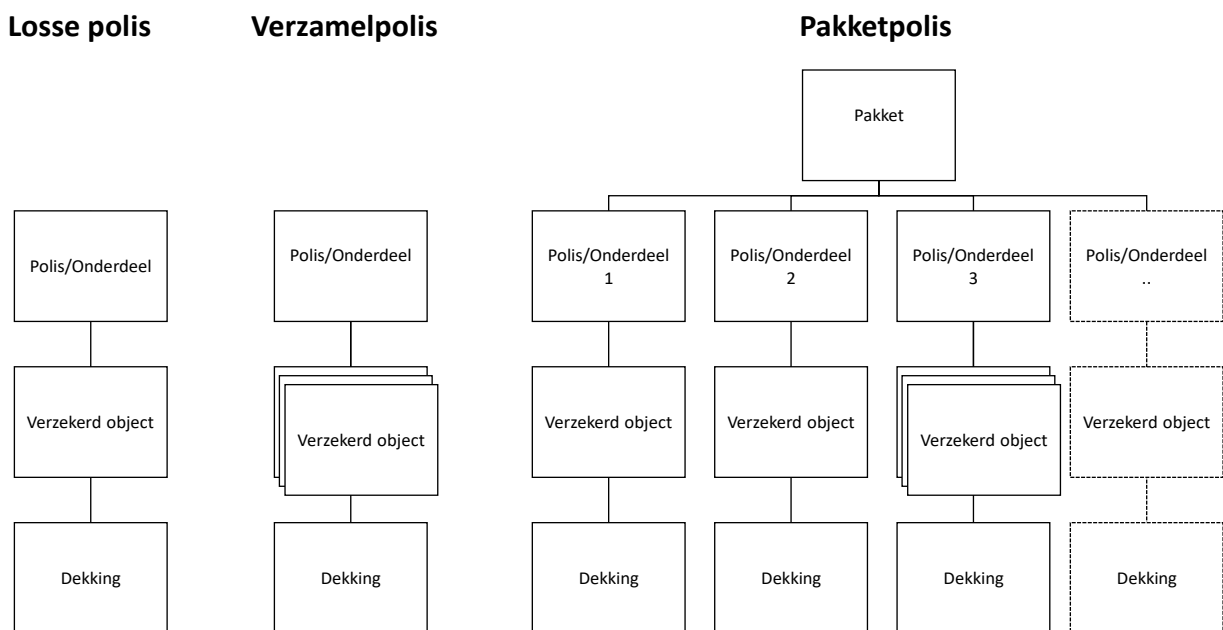 Losse polis
Verzamelpolis
Pakketpolis
Pakket
Polis/Onderdeel
Polis/Onderdeel
Polis/Onderdeel
1
Polis/Onderdeel
2
Polis/Onderdeel
3
Polis/Onderdeel
..
Verzekerd object
Verzekerd object
Verzekerd object
Verzekerd object
Verzekerd object
Verzekerd object
Dekking
Dekking
Dekking
Dekking
Dekking
Dekking